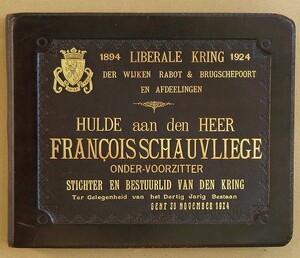 1894 LIBERALE KRING 1924
DER WIJKEN RABOT & BRUGSCHEPOORT
EN AFDEELINGEN
HULDE aan den HEER
FRANÇOIS SCHAUVLIEGE
ONDER-VOORZITTER
STICHTER EN BESTUURLID VAN DEN KRING
Ter Gelegenheid van het Dertig Jarig Bestaan
GENT 30 NOVEMBER 1924